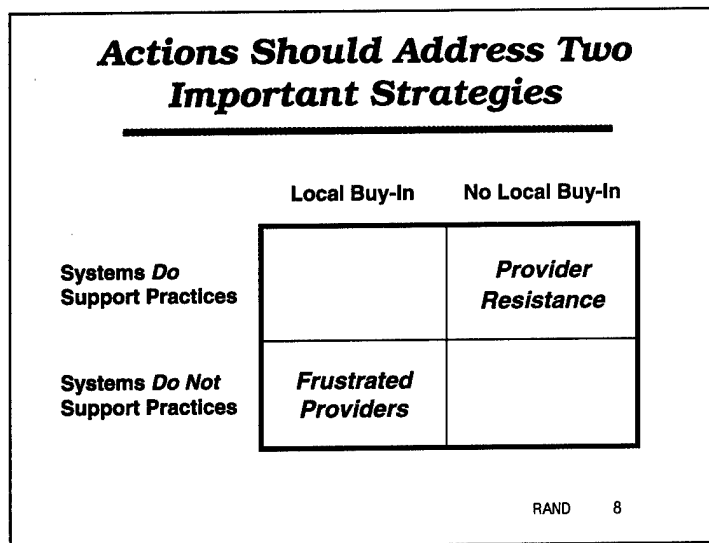 Actions Should Address Two
Important Strategies
Local Buy-In No Local Buy-In
Systems Do
Support Practices
Provider
Resistance
Systems Do Not
Support Practices
Frustrated
Providers
RAND 8